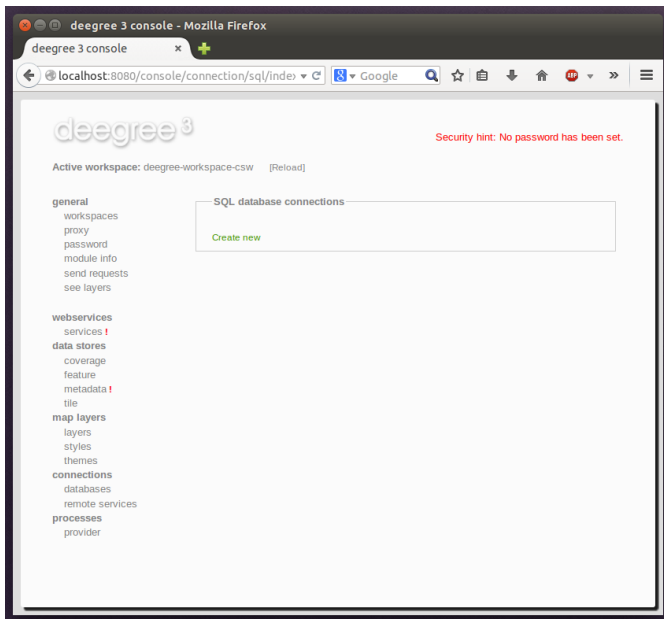 deegree 3 console - Mozilla Firefox
deegree 3 console
localhost:8080/console/connection/sql/index
Google
ABP
deegree 3
Security hint: No password has been set.
Active workspace: deegree-workspace-csw [Reload]
general
SQL database connections
workspaces
proxy
password
Create new
module info
send requests
see layers
webservices
services !
data stores
coverage
feature
metadata !
tile
map layers
layers
styles
themes
connections
databases
remote services
processes
provider